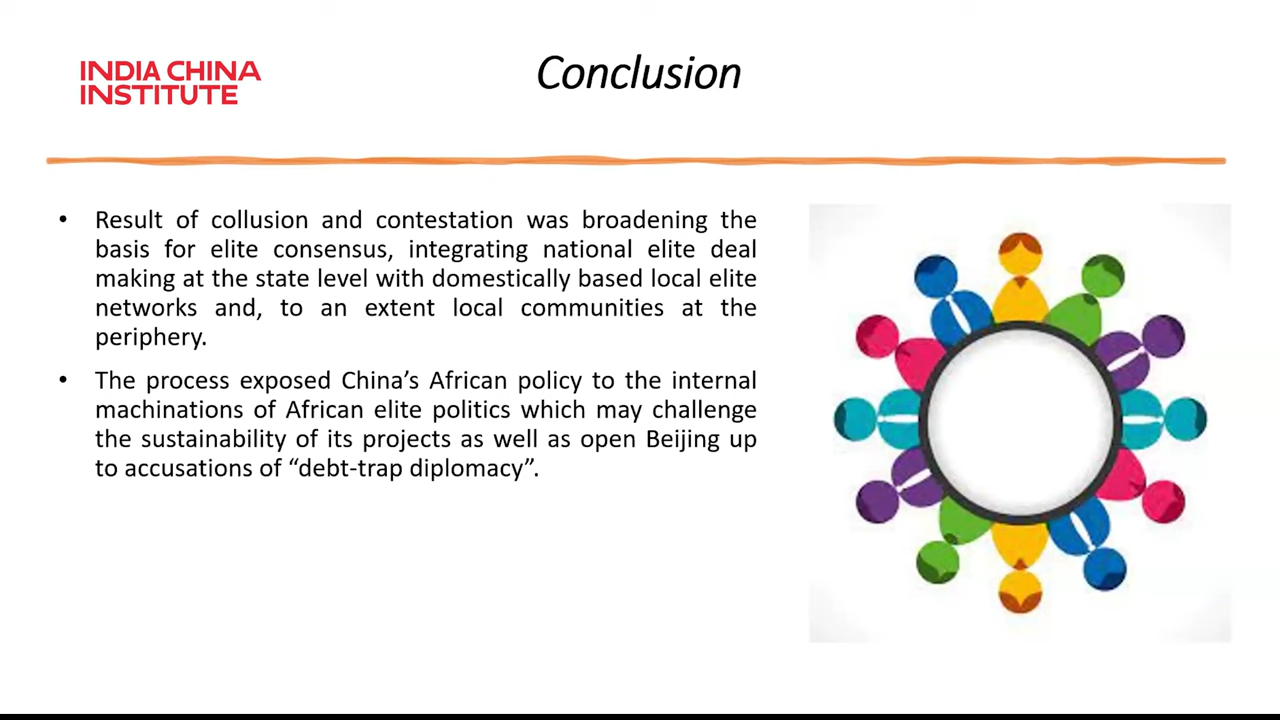 INDIA CHINA
INSTITUTE
Conclusion
• Result of collusion and contestation was broadening the
basis for elite consensus, integrating national elite deal
making at the state level with domestically based local elite
networks and, to an extent local communities at the
periphery.
• The process exposed China’s African policy to the internal
machinations of African elite politics which may challenge
the sustainability of its projects as well as open Beijing up
to accusations of “debt-trap diplomacy”.